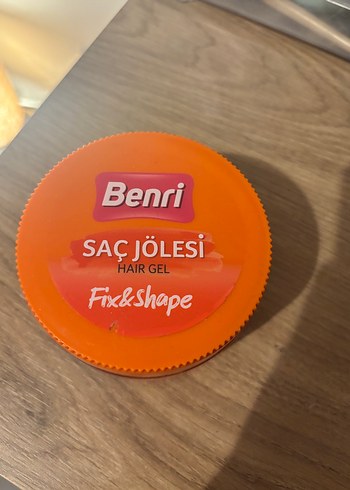 Benri
SAÇ JÖLESİ
HAIR GEL
Fix&Shape